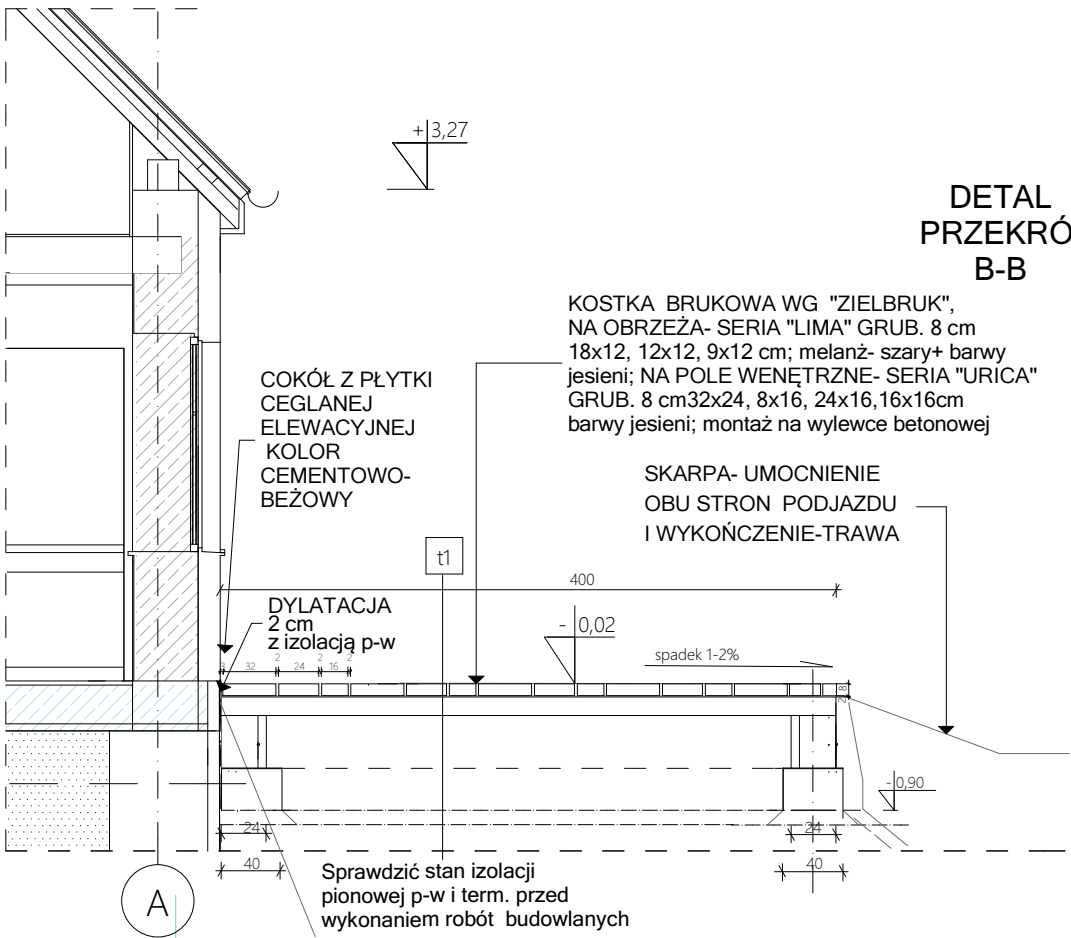 + 3,27
DETAL
PRZEKRÓ
B-B
KOSTKA BRUKOWA WG "ZIELBRUK",
NA OBRZEŻA- SERIA "LIMA" GRUB. 8 cm
18x12, 12x12, 9x12 cm; melanż- szary+ barwy
jesieni; NA POLE WENĘTRZNE- SERIA "URICA"
GRUB. 8 cm32x24, 8x16, 24x16,16x16cm
barwy jesieni; montaż na wylewce betonowej
COKÓŁ Z PŁYTKI
CEGLANEJ
ELEWACYJNEJ
KOLOR
CEMENTOWO-
BEŻOWY
SKARPA- UMOCNIENIE
OBU STRON PODJAZDU
I WYKOŃCZENIE-TRAWA
t1
400
DYLATACJA
2 cm
z izolacją p-w
- 0,02
spadek 1-2%
3 32 2 24 2 16 2
8
2
- 0,90
24
24
40
40
Sprawdzić stan izolacji
pionowej p-w i term. przed
wykonaniem robót budowlanych
A